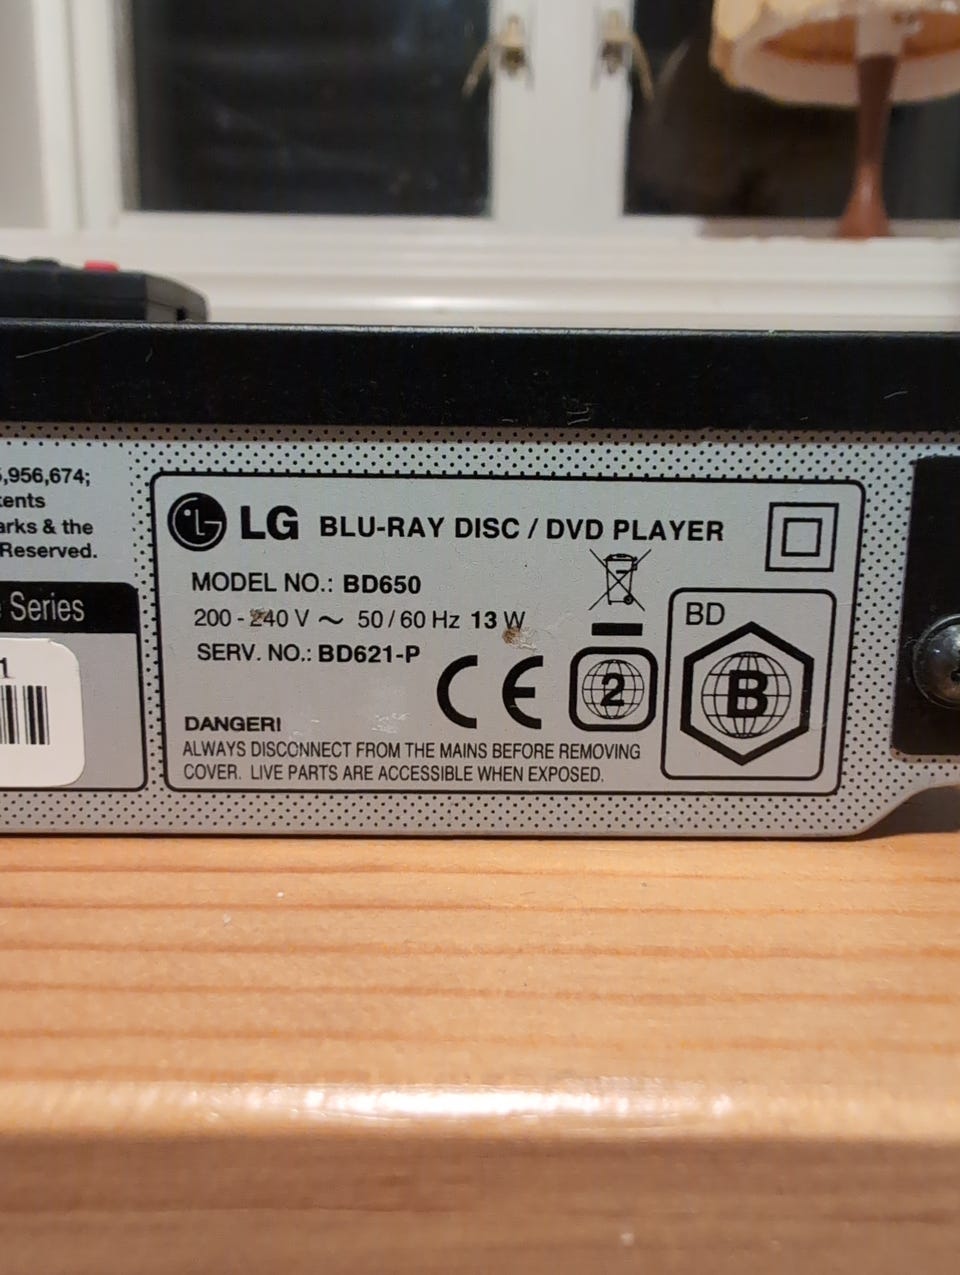 5,956,674;
tents
arks & the
Reserved.
Series
1
LG BLU-RAY DISC / DVD PLAYER
MODEL NO.: BD650
200 - 240 V ~ 50 / 60 Hz 13 W
SERV. NO.: BD621-P
CE
2
BD
B
DANGER!
ALWAYS DISCONNECT FROM THE MAINS BEFORE REMOVING
COVER. LIVE PARTS ARE ACCESSIBLE WHEN EXPOSED.